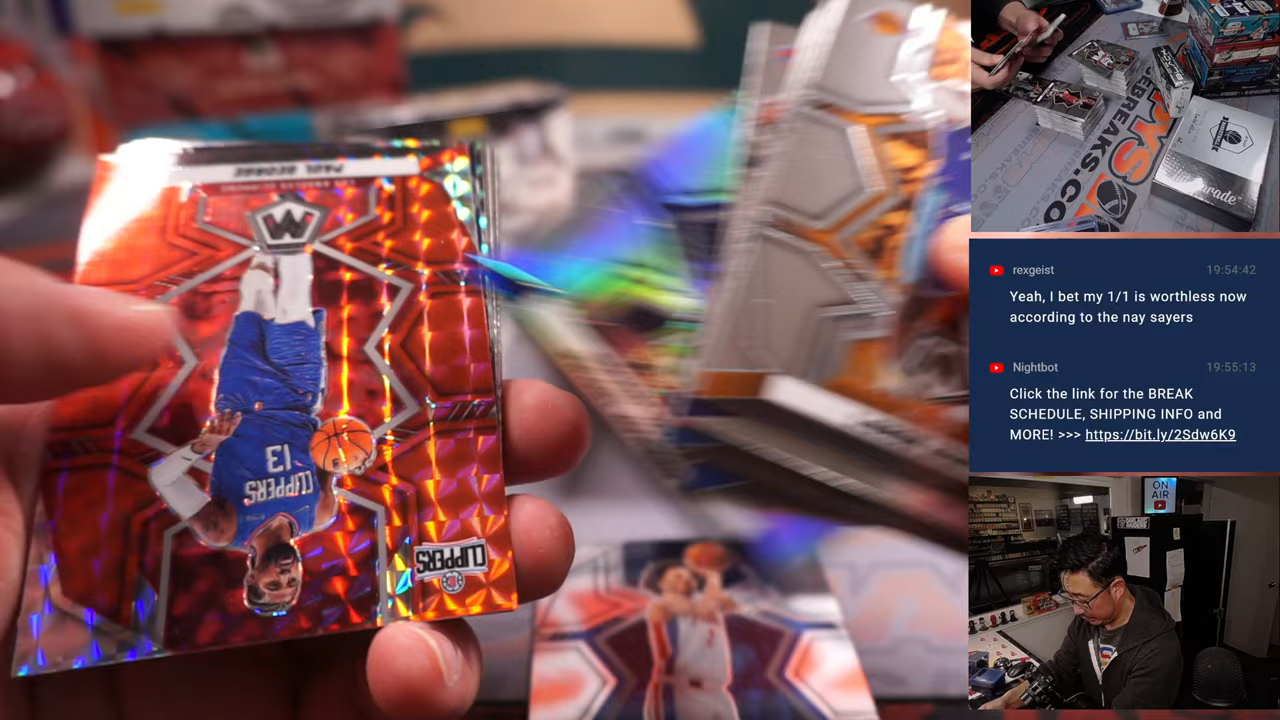 PAUL GEORGE
13
CLIPPERS
CLIPPERS
BREAKS.CO
rexgeist
19:54:42
Yeah, I bet my 1/1 is worthless now
according to the nay sayers
Nightbot
19:55:13
Click the link for the BREAK
SCHEDULE, SHIPPING INFO and
MORE! >>> https://bit.ly/2Sdw6K9
ON
AIR